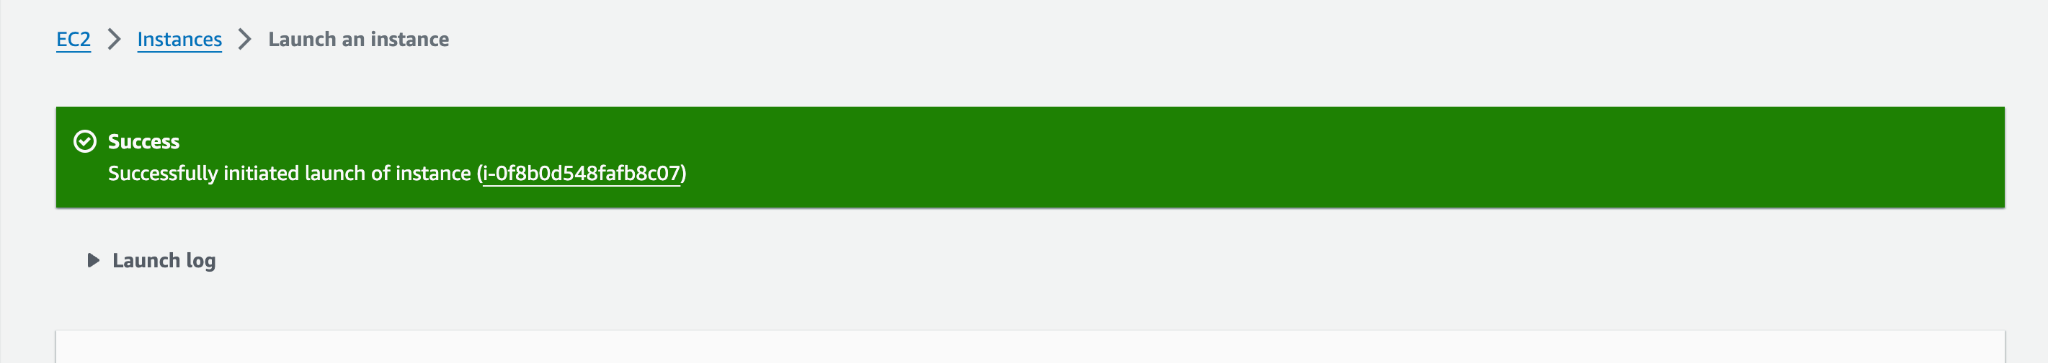 EC2 > Instances > Launch an instance
Success
Successfully initiated launch of instance (i-0f8b0d548fafb8c07)
Launch log